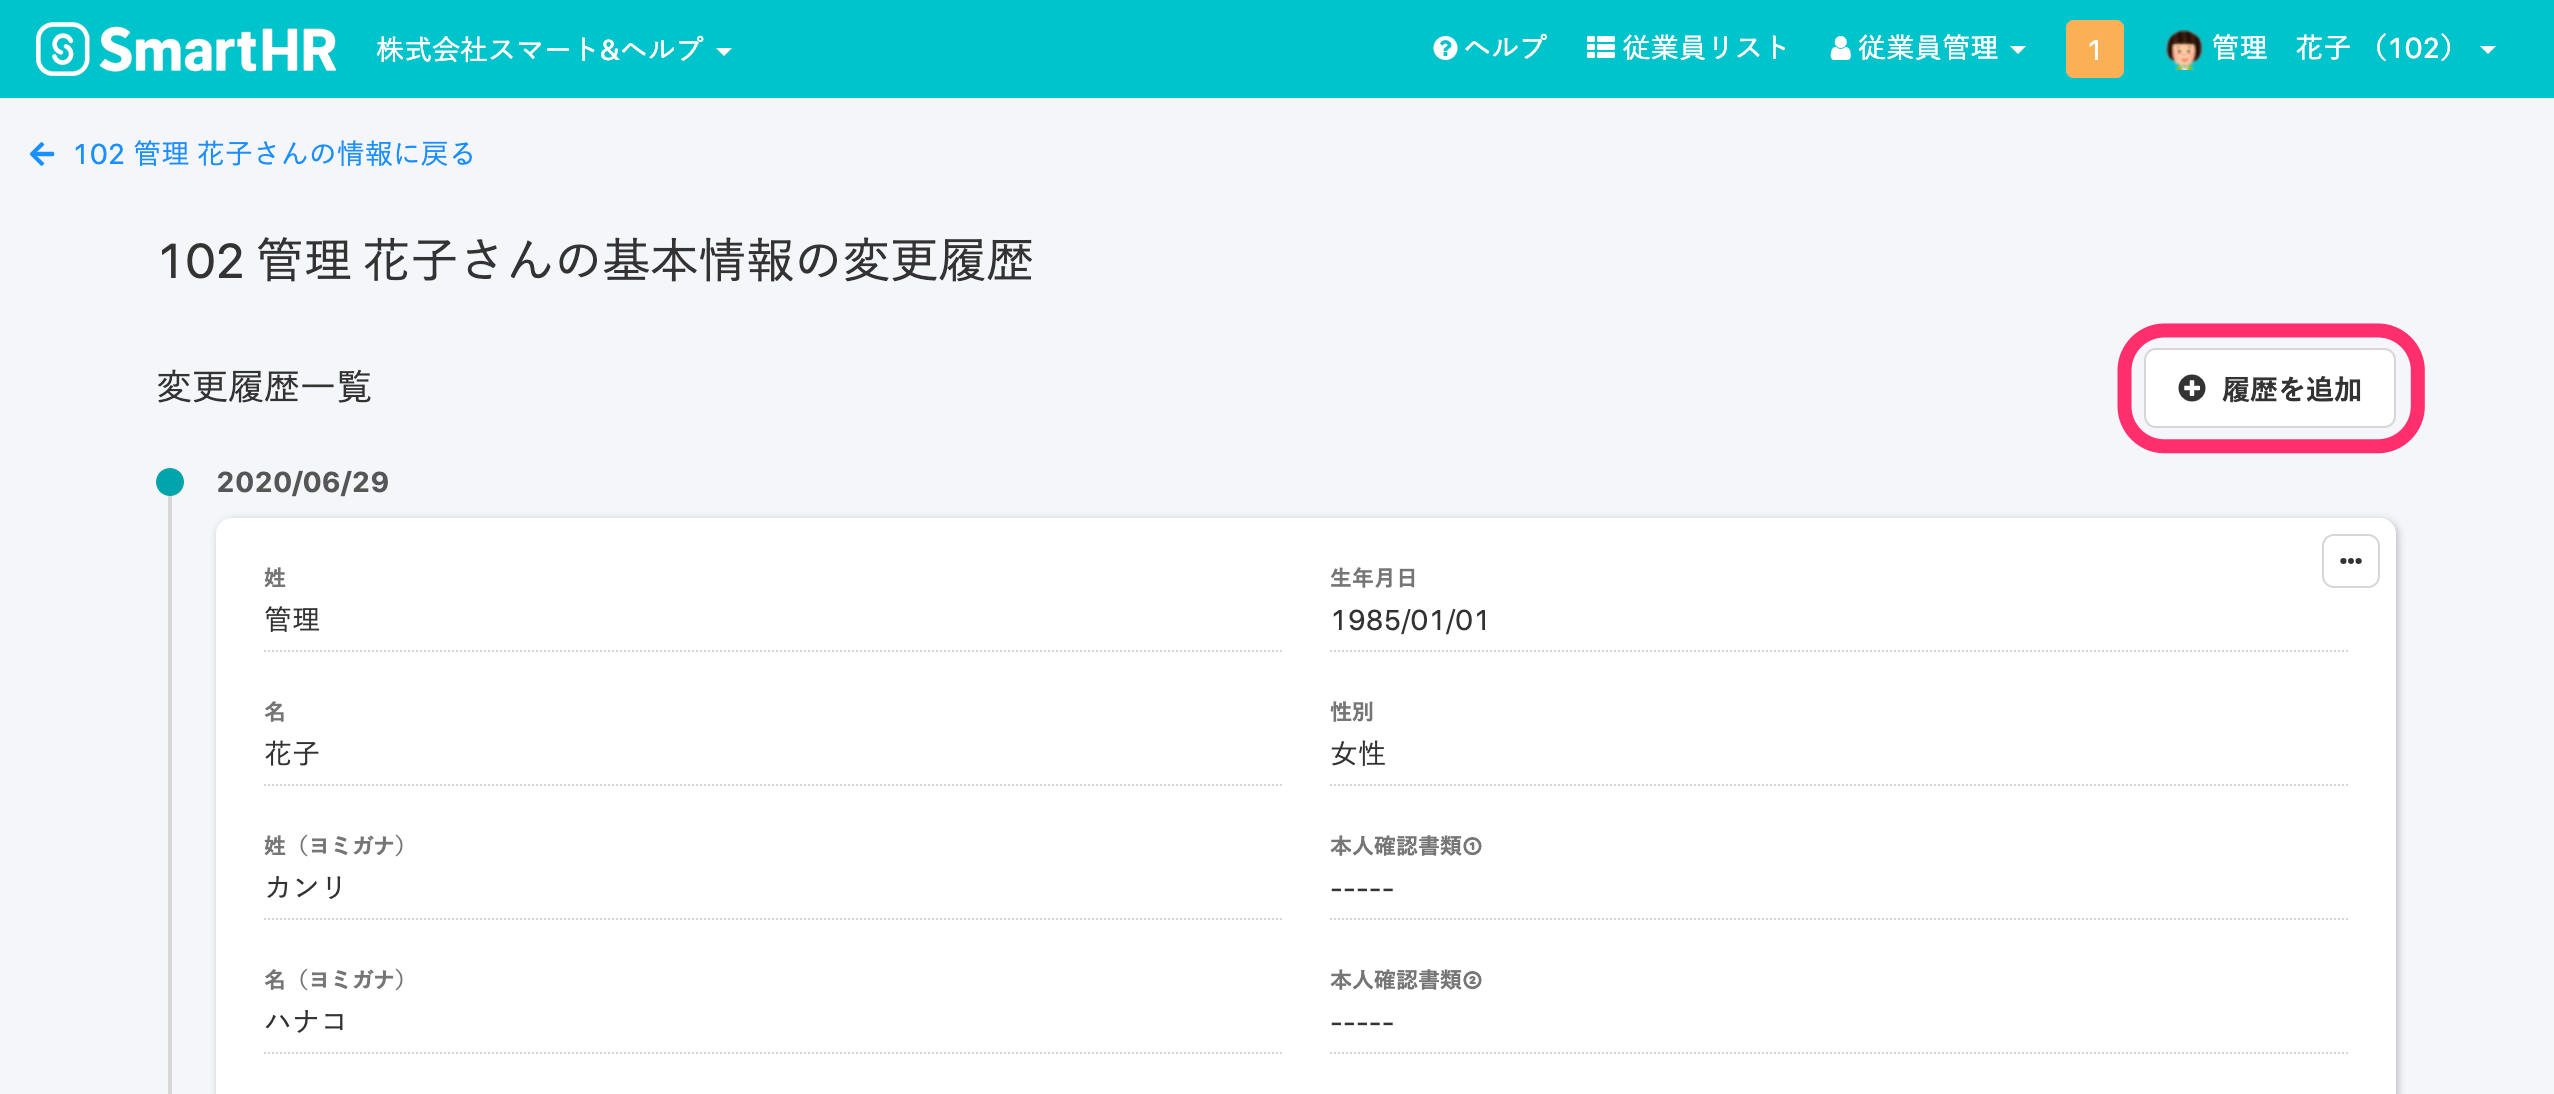 SmartHR 株式会社スマート&ヘルプ ヘルプ 従業員リスト 従業員管理 1 管理 花子 （102）
102 管理 花子さんの情報に戻る
102 管理 花子さんの基本情報の変更履歴
変更履歴一覧 履歴を追加
2020/06/29
姓
管理
生年月日
1985/01/01
名
花子
性別
女性
姓（ヨミガナ）
カンリ
本人確認書類①
-----
名（ヨミガナ）
ハナコ
本人確認書類②
-----